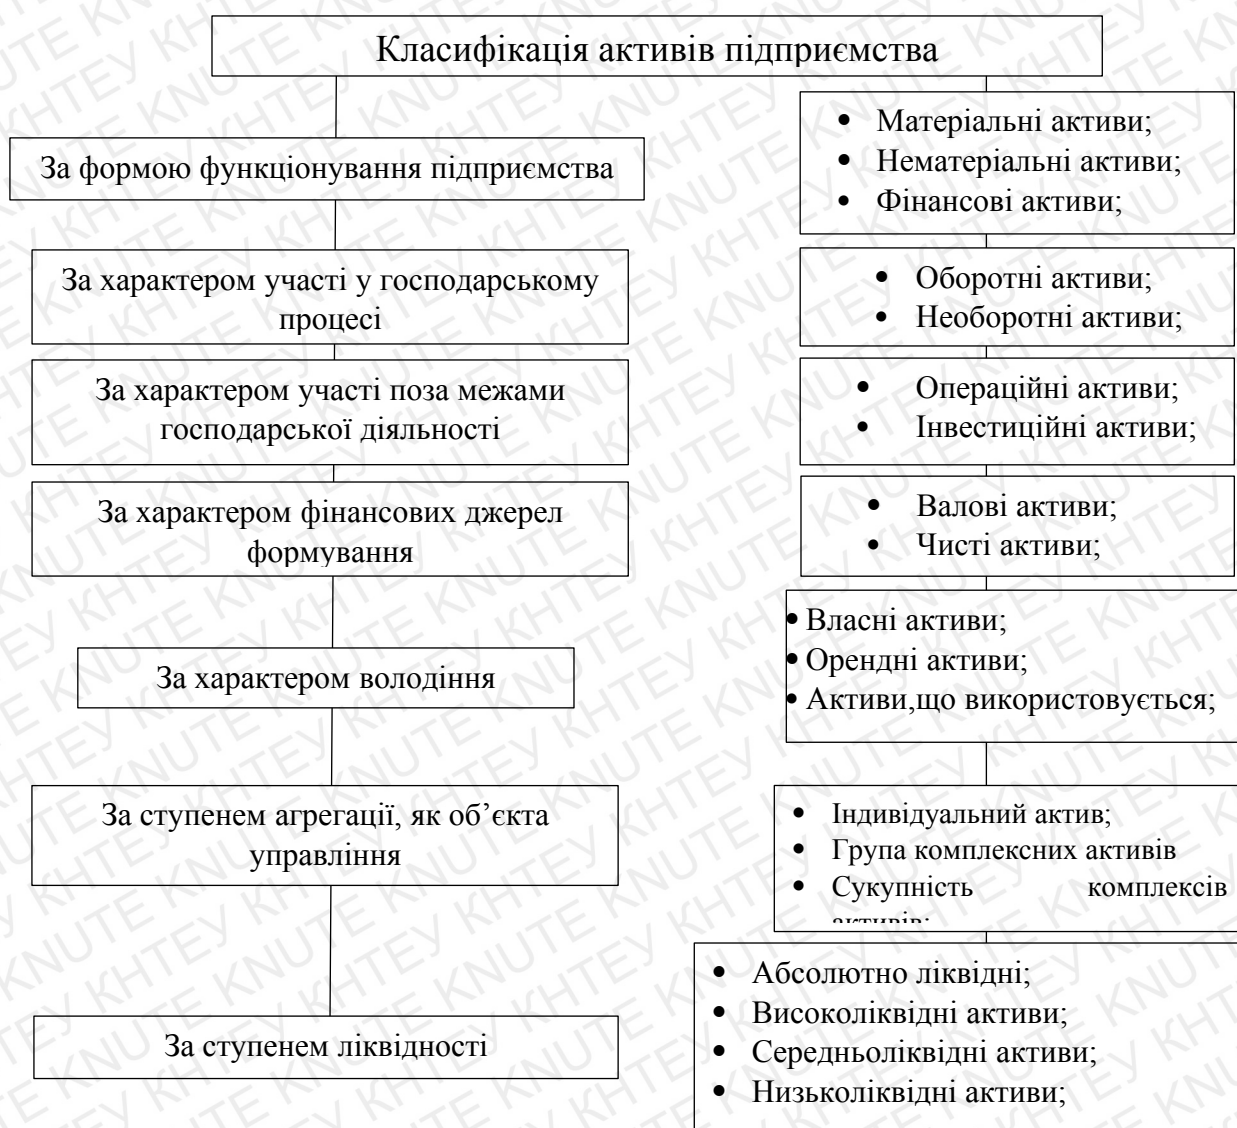 Класифікація активів підприємства
За формою функціонування підприємства
• Матеріальні активи;
• Нематеріальні активи;
• Фінансові активи;
За характером участі у господарському
процесі
• Оборотні активи;
• Необоротні активи;
За характером участі поза межами
господарської діяльності
• Операційні активи;
• Інвестиційні активи;
За характером фінансових джерел
формування
• Валові активи;
• Чисті активи;
За характером володіння
• Власні активи;
• Орендні активи;
• Активи,що використовується;
За ступенем агрегації, як об’єкта
управління
• Індивідуальний актив;
• Група комплексних активів
• Сукупність комплексів
активів;
За ступенем ліквідності
• Абсолютно ліквідні;
• Високоліквідні активи;
• Середньоліквідні активи;
• Низьколіквідні активи;